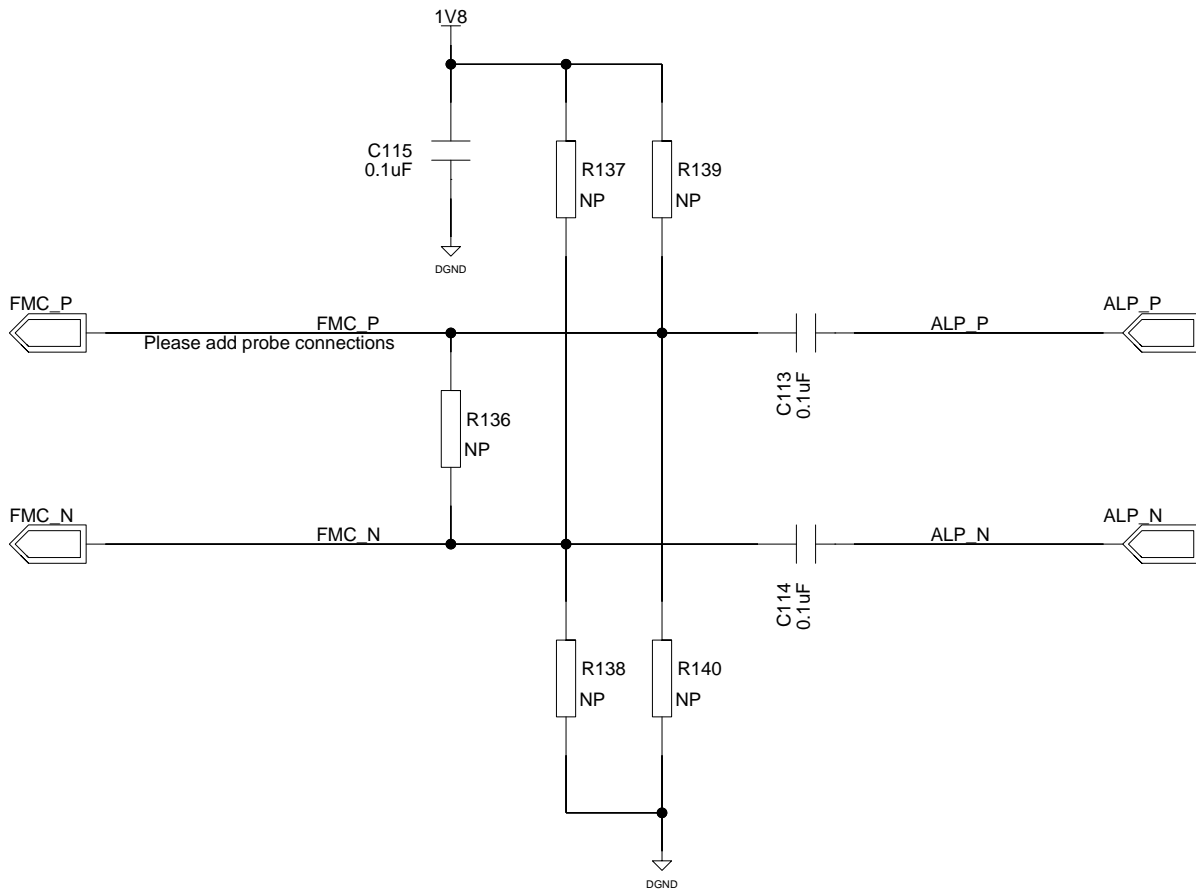 1V8
C115
0.1uF
R137
NP
R139
NP
DGND
FMC_P
FMC_P
Please add probe connections
ALP_P
ALP_P
C113
0.1uF
R136
NP
FMC_N
FMC_N
ALP_N
ALP_N
C114
0.1uF
R138
NP
R140
NP
DGND